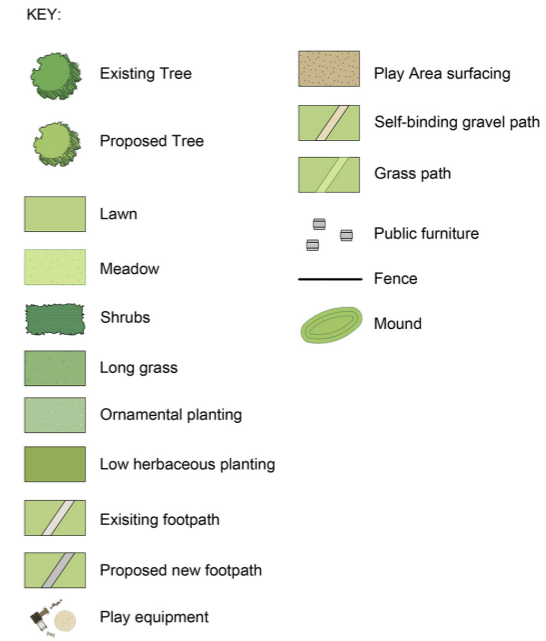 KEY:
Existing Tree
Proposed Tree
Lawn
Meadow
Shrubs
Long grass
Ornamental planting
Low herbaceous planting
Exisiting footpath
Proposed new footpath
Play equipment
Play Area surfacing
Self-binding gravel path
Grass path
Public furniture
Fence
Mound